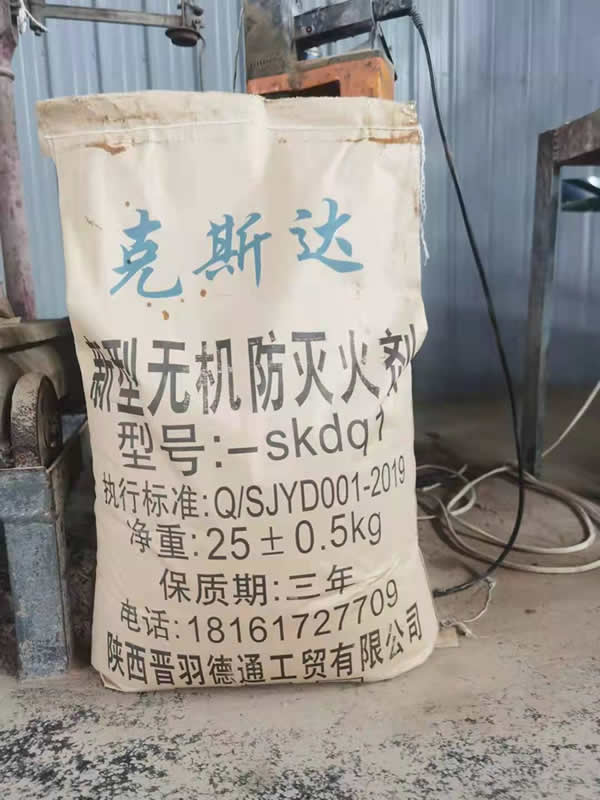 克斯达
新型无机防灭火剂
型号:-skdq1
执行标准:Q/SJYD001-2019
净重:25±0.5kg
保质期:三年
电话:18161727709
陕西晋羽德通工贸有限公司